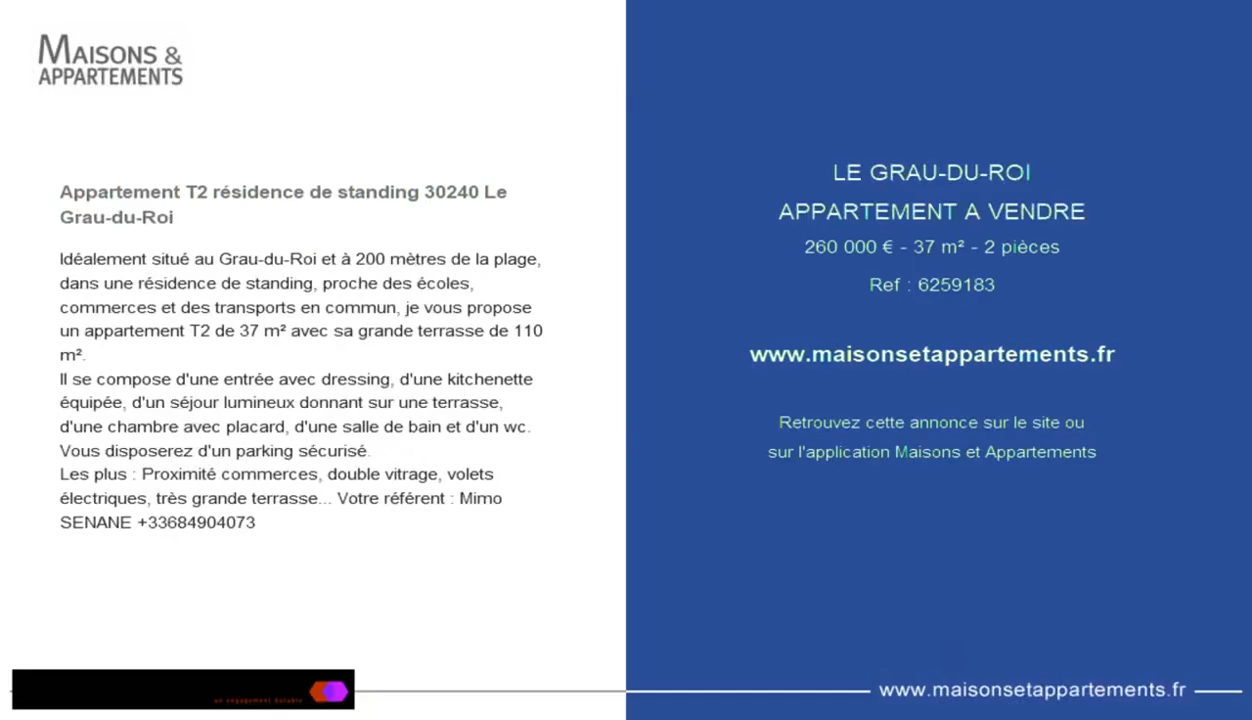 MAISONS &
APPARTEMENTS
Appartement T2 résidence de standing 30240 Le
Grau-du-Roi
Idéalement situé au Grau-du-Roi et à 200 mètres de la plage,
dans une résidence de standing, proche des écoles,
commerces et des transports en commun, je vous propose
un appartement T2 de 37 m² avec sa grande terrasse de 110
m².
Il se compose d'une entrée avec dressing, d'une kitchenette
équipée, d'un séjour lumineux donnant sur une terrasse,
d'une chambre avec placard, d'une salle de bain et d'un wc.
Vous disposerez d'un parking sécurisé.
Les plus : Proximité commerces, double vitrage, volets
électriques, très grande terrasse... Votre référent : Mimo
SENANE +33684904073
un engagement durable
LE GRAU-DU-ROI
APPARTEMENT A VENDRE
260 000 € - 37 m² - 2 pièces
Ref : 6259183
www.maisonsetappartements.fr
Retrouvez cette annonce sur le site ou
sur l'application Maisons et Appartements
www.maisonsetappartements.fr